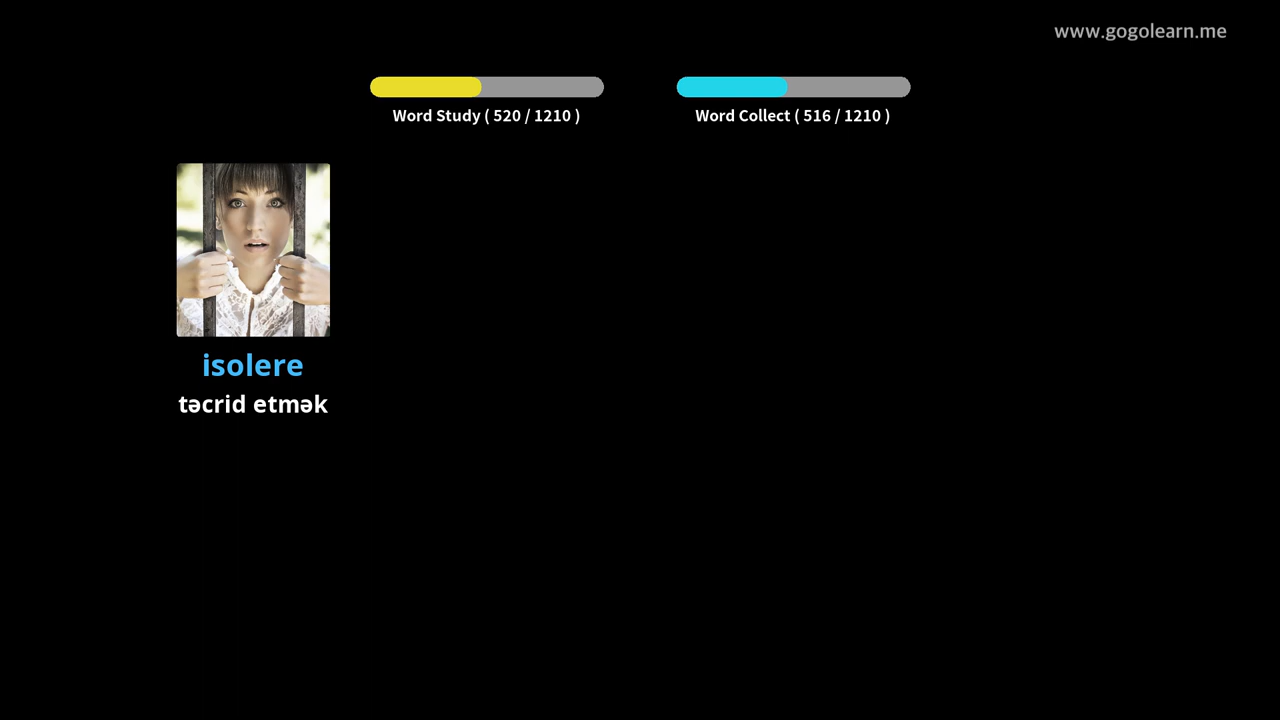 www.gogolearn.me
Word Study ( 520 / 1210 )
Word Collect ( 516 / 1210 )
isolere
təcrid etmək